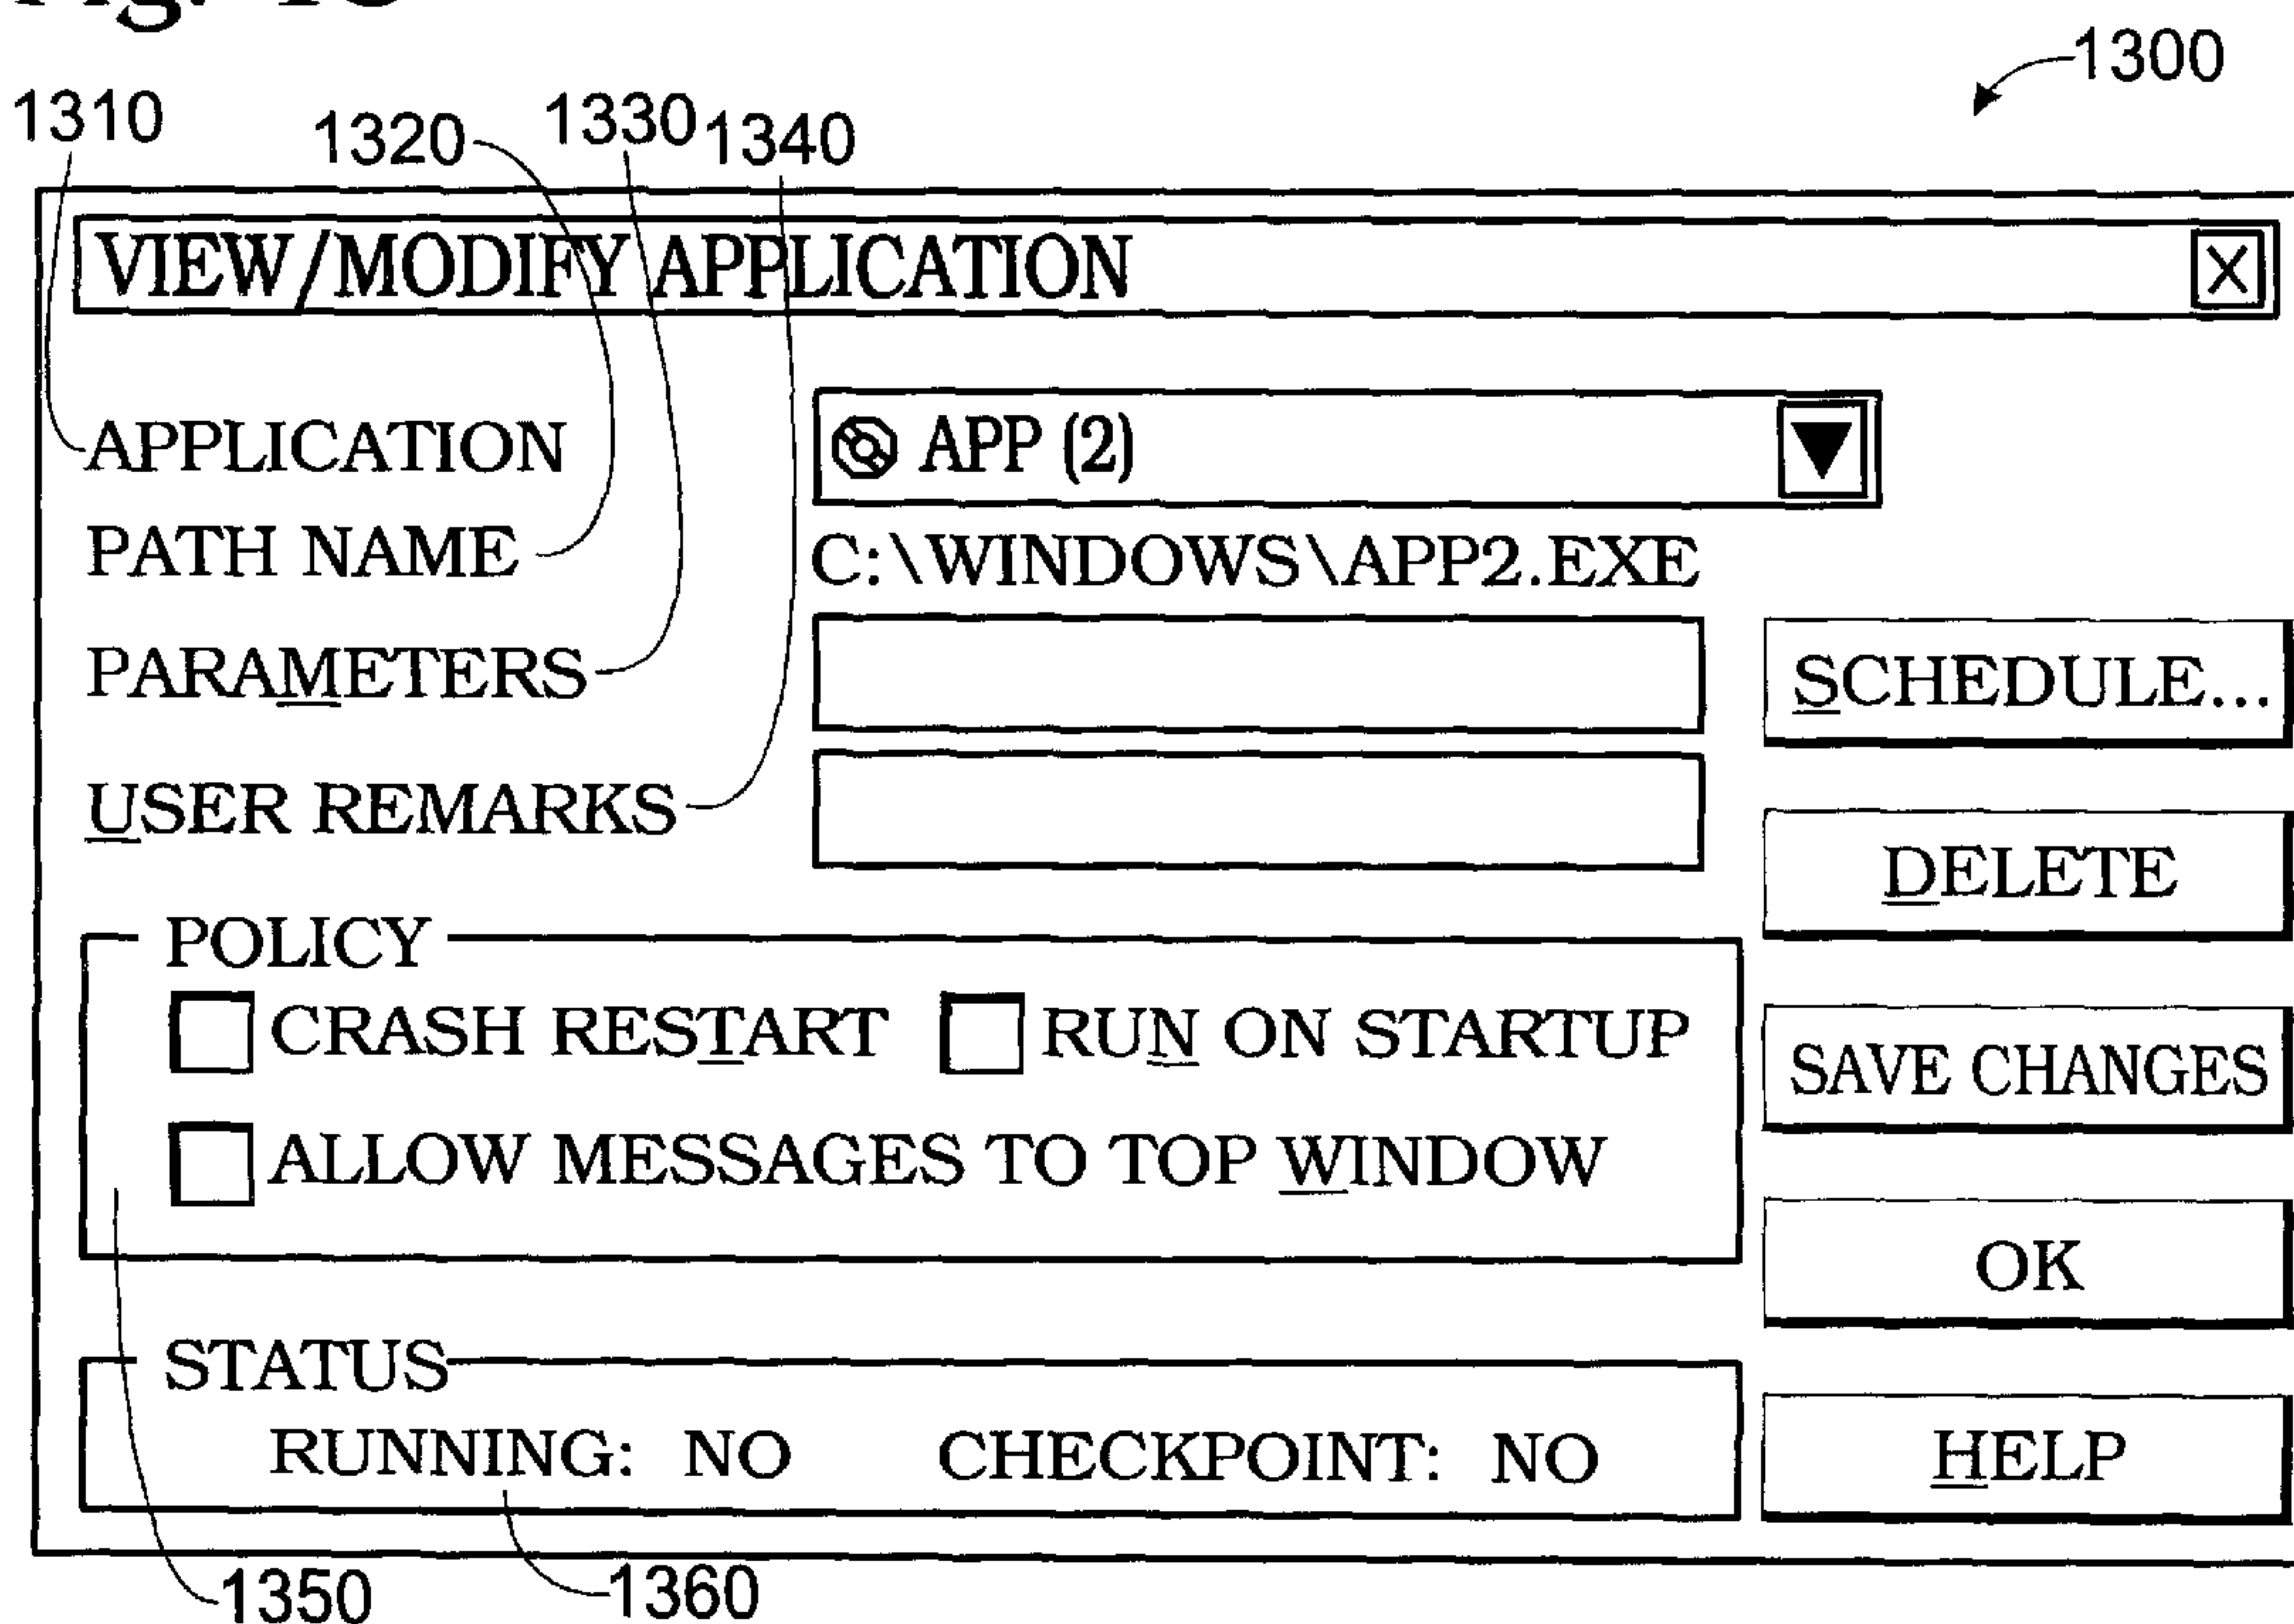 Fig. 13
1300
1310
1320
1330
1340
VIEW/MODIFY APPLICATION
X
APPLICATION
APP (2)
PATH NAME
C:\WINDOWS\APP2.EXE
PARAMETERS
SCHEDULE...
USER REMARKS
DELETE
POLICY
CRASH RESTART
RUN ON STARTUP
SAVE CHANGES
ALLOW MESSAGES TO TOP WINDOW
OK
STATUS
RUNNING: NO
CHECKPOINT: NO
HELP
1350
1360